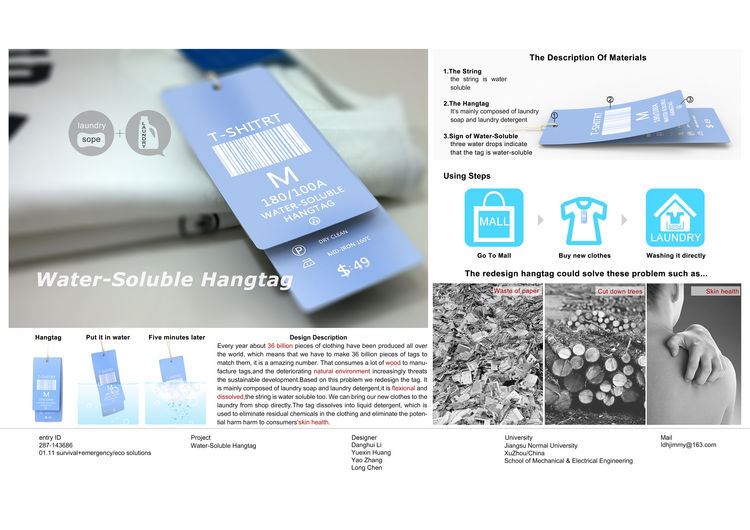 laundry
sope
+
LAUNDRY
T-SHITRT
M
180/100A
WATER-SOLUBLE
HANGTAG
DRY CLEAN
P
MID-IRON 160℃
$ 49
Water-Soluble Hangtag
The Description Of Materials
1.The String
the string is water
soluble
2.The Hangtag
It's mainly composed of laundry
soap and laundry detergent
3.Sign of Water-Soluble
three water drops indicate
that the tag is water-soluble
① ② ③
T-SHITRT
M
180/100A
WATER-SOLUBLE
HANGTAG
$ 49
Using Steps
MALL
LAUNDRY
Go To Mall
Buy new clothes
Washing it directly
The redesign hangtag could solve these problem such as...
Waste of paper
Cut down trees
Skin health
Hangtag
Put it in water
Five minutes later
M
Design Description
Every year about 36 billion pieces of clothing have been produced all over
the world, which means that we have to make 36 billion pieces of tags to
match them, it is a amazing number. That consumes a lot of wood to manu-
facture tags,and the deteriorating natural environment increasingly threats
the sustainable development.Based on this problem we redesign the tag. It
is mainly composed of laundry soap and laundry detergent,it is flexional and
dissolved,the string is water soluble too. We can bring our new clothes to the
laundry from shop directly.The tag dissolves into liquid detergent, which is
used to eliminate residual chemicals in the clothing and eliminate the poten-
tial harm harm to consumers'skin health.
entry ID
287-143686
01.11 survival+emergency/eco solutions
Project
Water-Soluble Hangtag
Designer
Danghui Li
Yuexin Huang
Yao Zhang
Long Chen
University
Jiangsu Normal University
XuZhou/China
School of Mechanical & Electrical Engineering
Mail
ldhjimmy@163.com